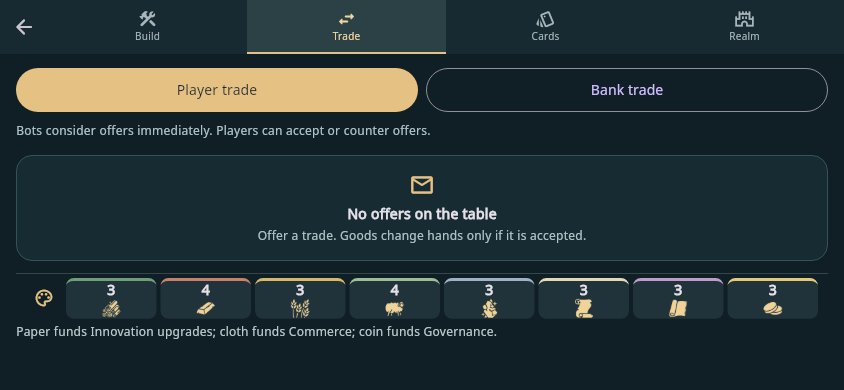 Build
Trade
Cards
Realm
Player trade
Bank trade
Bots consider offers immediately. Players can accept or counter offers.
No offers on the table
Offer a trade. Goods change hands only if it is accepted.
3
4
3
4
3
3
3
3
Paper funds Innovation upgrades; cloth funds Commerce; coin funds Governance.